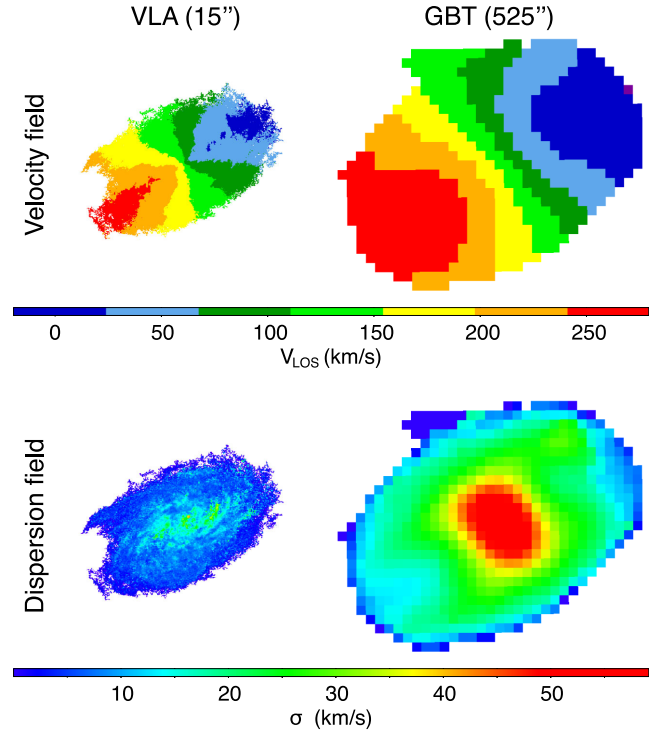 VLA (15”) GBT (525”)
Velocity field
0 50 100 150 200 250
V_LOS (km/s)
Dispersion field
10 20 30 40 50
σ (km/s)